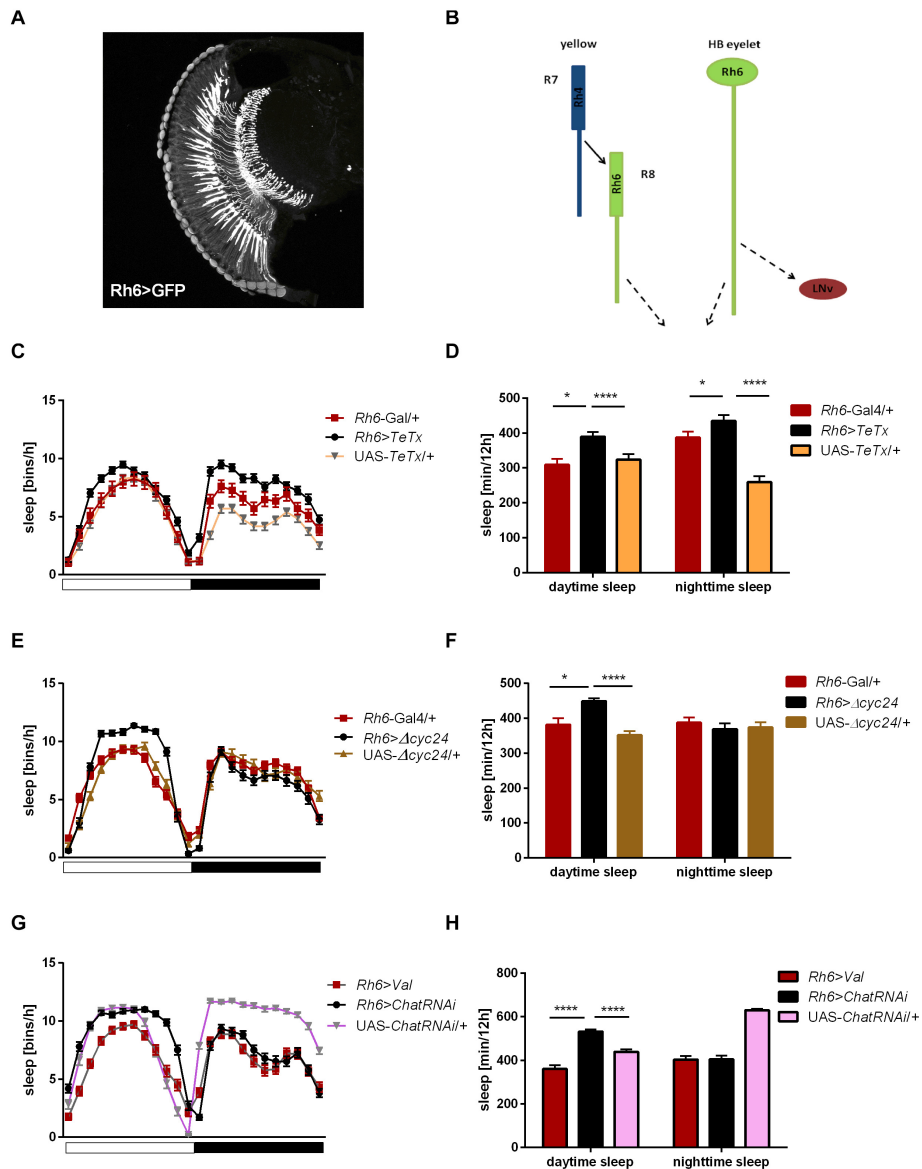 A
Rh6>GFP
B
yellow
HB eyelet
R7
Rh4
Rh6
Rh6
R8
LNv
C
sleep [bins/h]
15
10
5
0
Rh6-Gal/+
Rh6>TeTx
UAS-TeTx/+
D
sleep [min/12h]
400
300
200
100
0
* ****
* ****
daytime sleep
nighttime sleep
Rh6-Gal4/+
Rh6>TeTx
UAS-TeTx/+
E
sleep [bins/h]
15
10
5
0
Rh6-Gal4/+
Rh6>Δcyc24
UAS-Δcyc24/+
F
sleep [min/12h]
500
400
300
200
100
0
* ****
daytime sleep
nighttime sleep
Rh6-Gal/+
Rh6>Δcyc24
UAS-Δcyc24/+
G
sleep [bins/h]
15
10
5
0
Rh6>Val
Rh6>ChatRNAi
UAS-ChatRNAi/+
H
sleep [min/12h]
800
600
400
200
0
**** ****
daytime sleep
nighttime sleep
Rh6>Val
Rh6>ChatRNAi
UAS-ChatRNAi/+